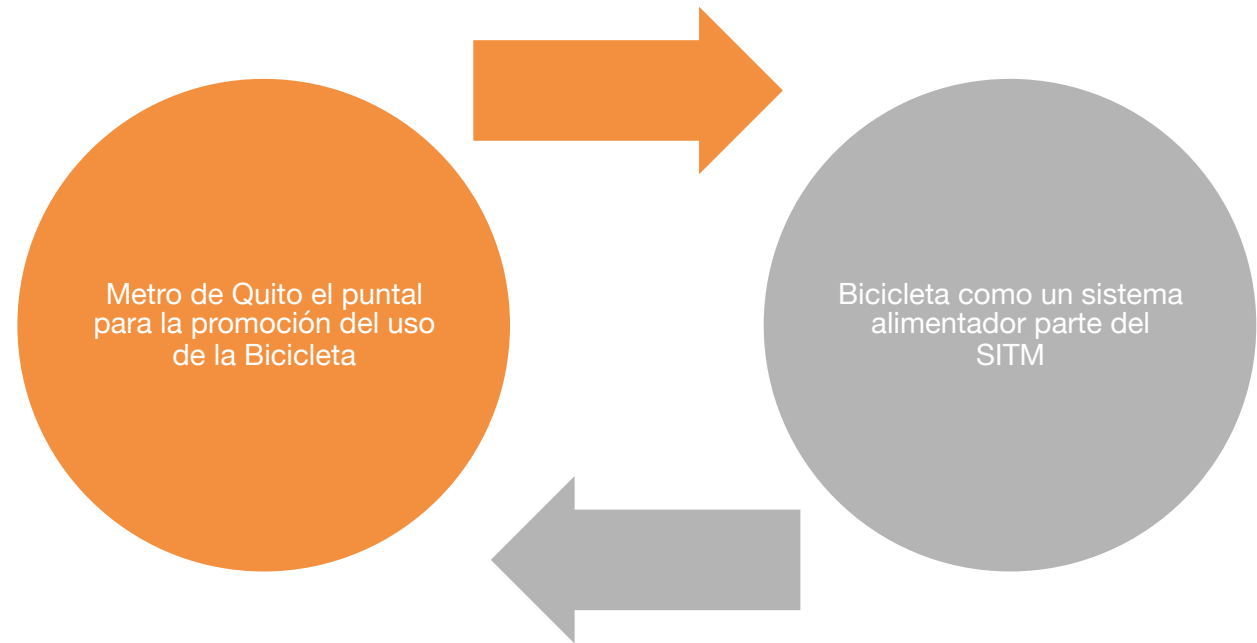 Metro de Quito el puntal
para la promoción del uso
de la Bicicleta
Bicicleta como un sistema
alimentador parte del
SITM